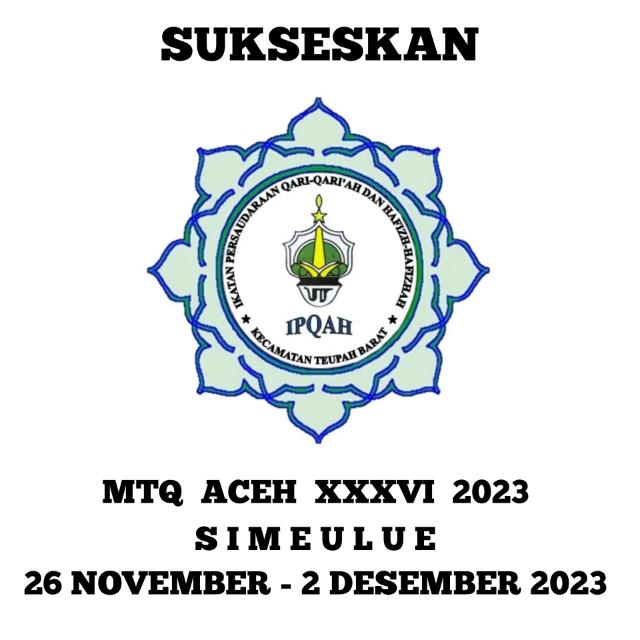 SUKSESKAN
IKATAN PERSAUDARAAN QARI-QARI'AH DAN HAFIZH-HAFIZHAH
IPQAH
KECAMATAN TEUPAH BARAT
MTQ ACEH XXXVI 2023
SIMEULUE
26 NOVEMBER - 2 DESEMBER 2023